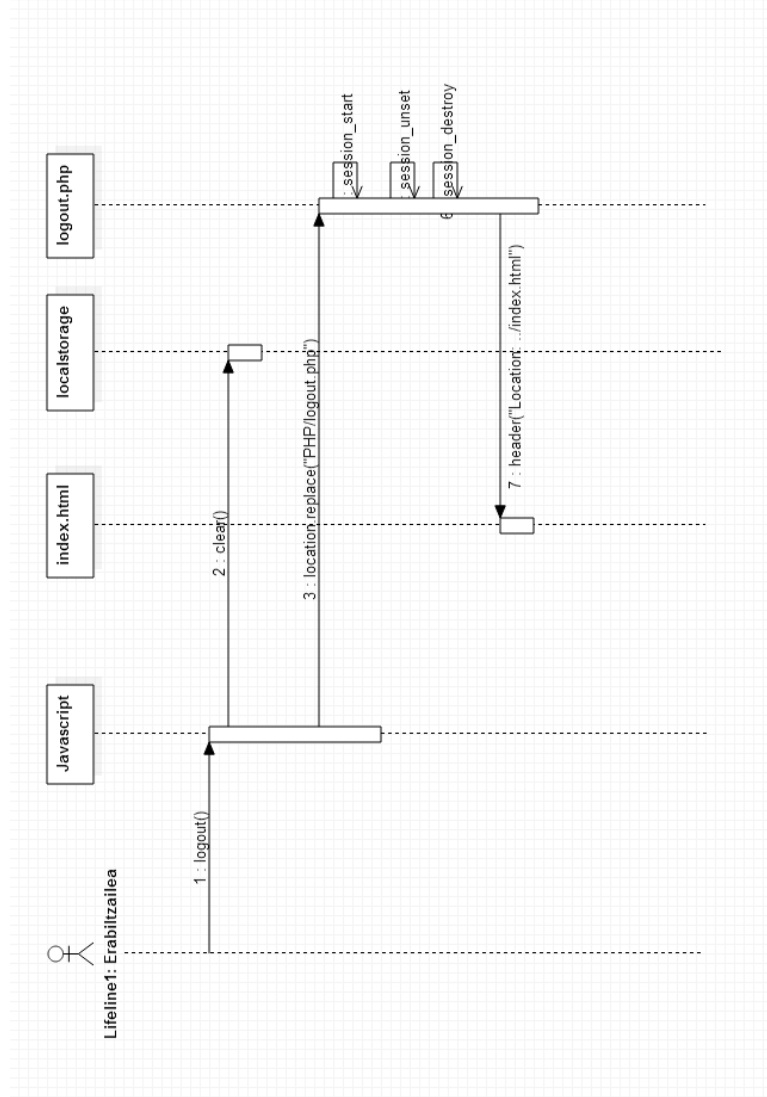 Lifeline1: Erabiltzailea
Javascript
index.html
localstorage
logout.php
1 : logout()
2 : clear()
3 : location.replace("PHP/logout.php")
: session_start
: session_unset
6 session_destroy
7 : header("Location: ../index.html")